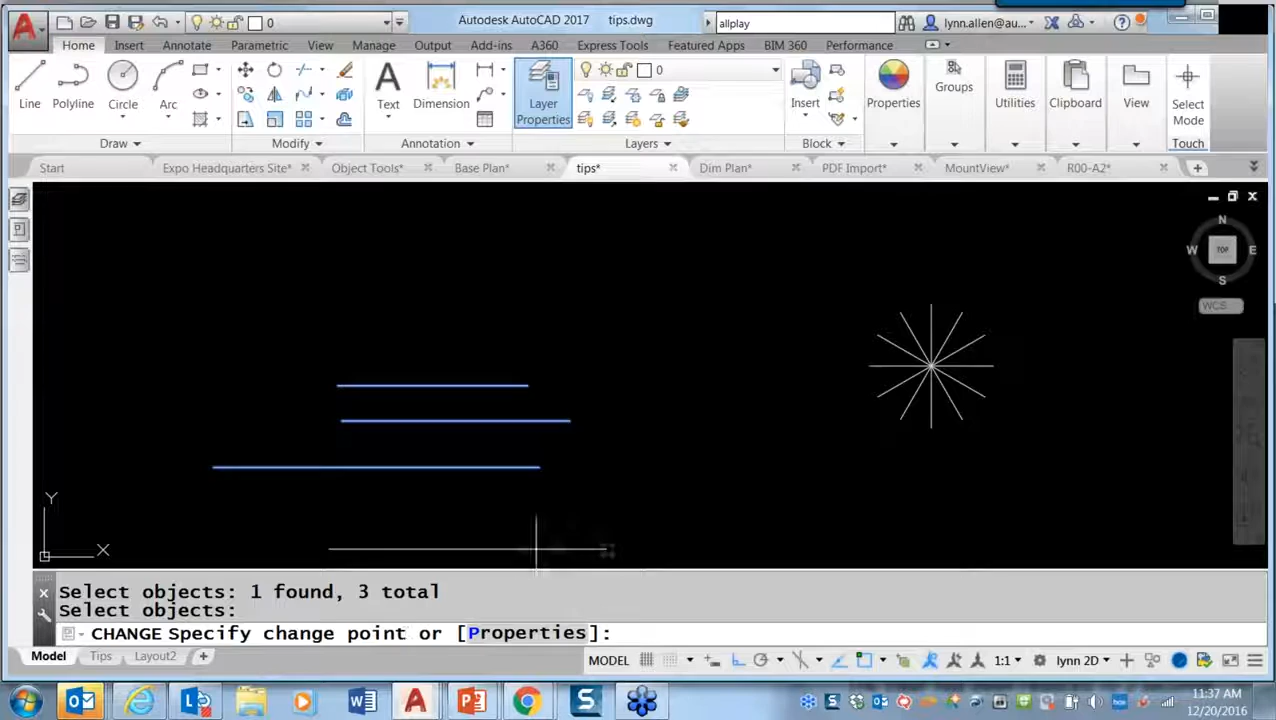 0
Autodesk AutoCAD 2017 tips.dwg
allplay
lynn.allen@au...
Home Insert Annotate Parametric View Manage Output Add-ins A360 Express Tools Featured Apps BIM 360 Performance
Line Polyline Circle Arc
Text Dimension
Layer Properties
0
Insert
Properties
Groups
Utilities
Clipboard
View
Select Mode
Draw Modify Annotation Layers Block Touch
Start Expo Headquarters Site* Object Tools* Base Plan* tips* Dim Plan* PDF Import* MountView* R00-A2*
N
W TOP E
S
WCS
Y
X
Select objects: 1 found, 3 total
Select objects:
CHANGE Specify change point or [Properties]:
Model Tips Layout2
MODEL 1:1 lynn 2D
11:37 AM
12/20/2016